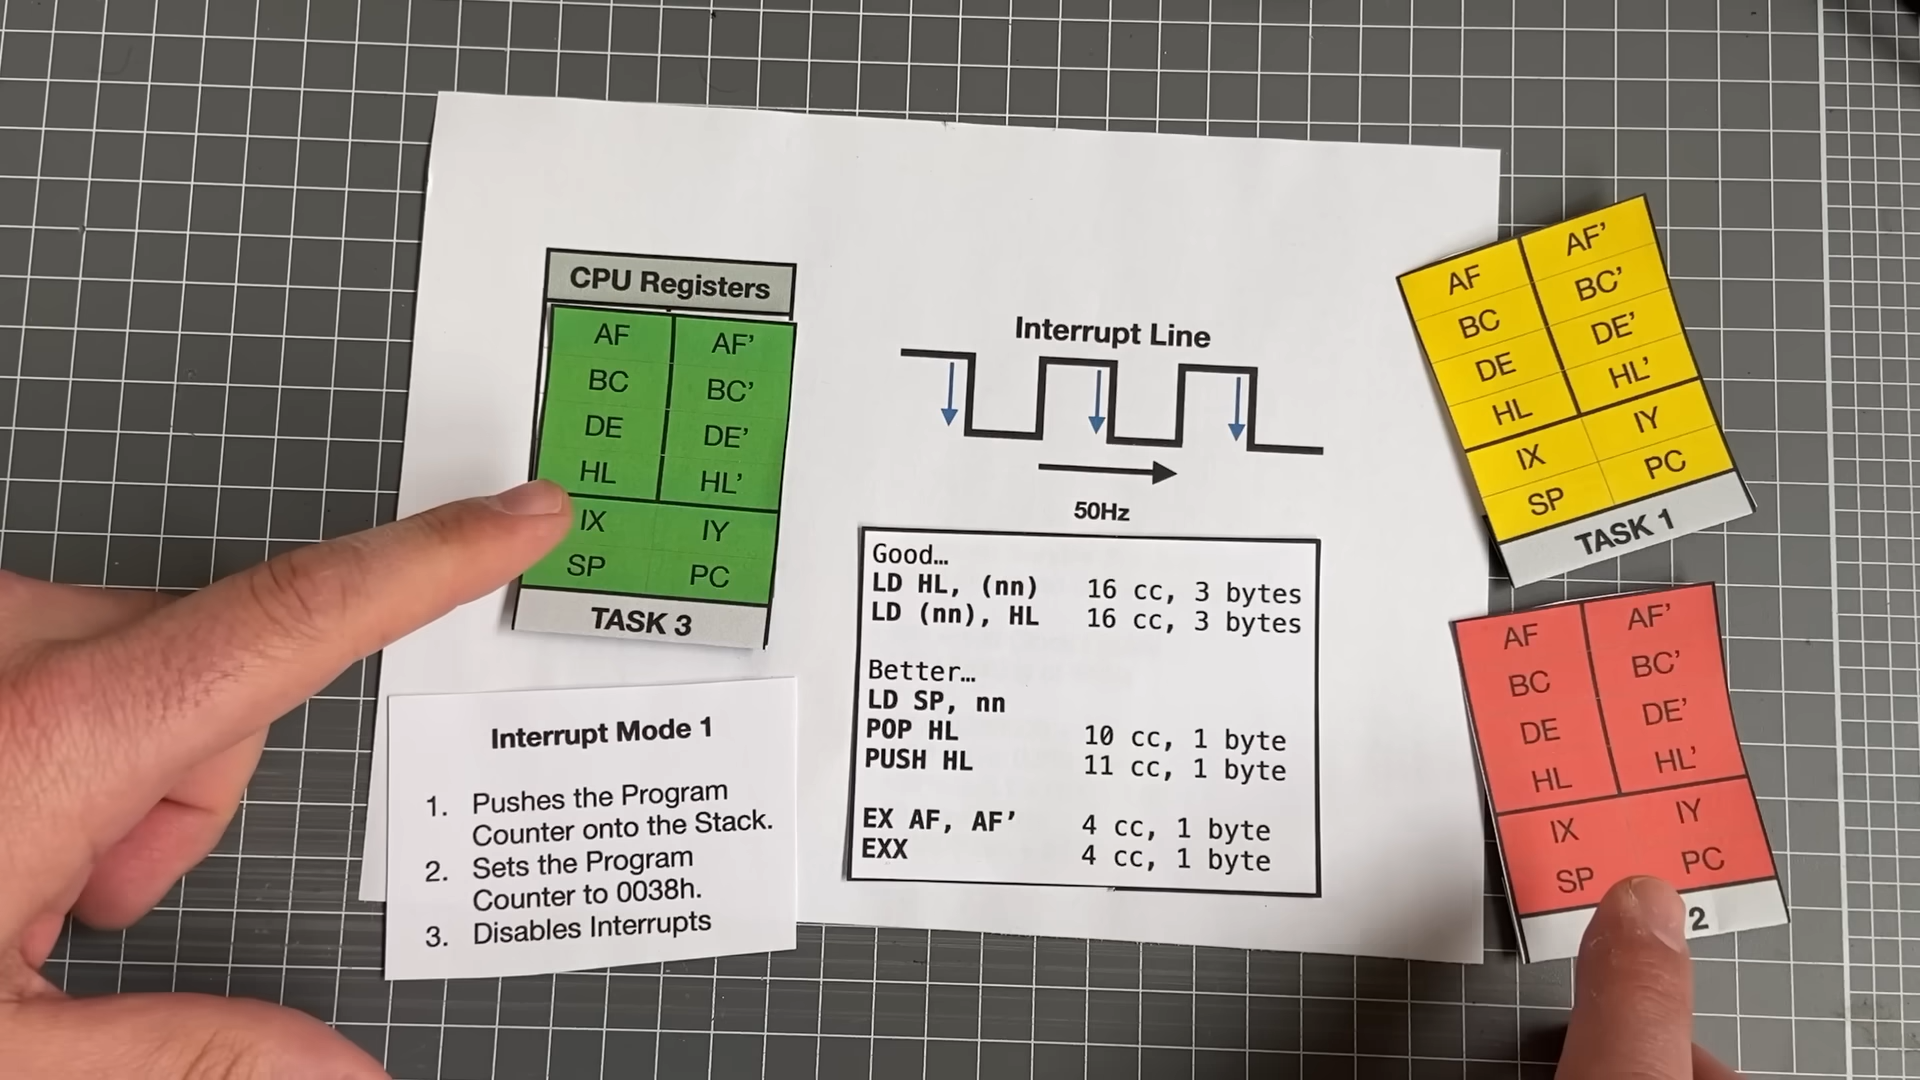 CPU Registers
AF AF’
BC BC’
DE DE’
HL HL’
IX IY
SP PC
TASK 3
Interrupt Mode 1
1. Pushes the Program
Counter onto the Stack.
2. Sets the Program
Counter to 0038h.
3. Disables Interrupts
Interrupt Line
50Hz
Good…
LD HL, (nn) 16 cc, 3 bytes
LD (nn), HL 16 cc, 3 bytes
Better…
LD SP, nn
POP HL 10 cc, 1 byte
PUSH HL 11 cc, 1 byte
EX AF, AF’ 4 cc, 1 byte
EXX 4 cc, 1 byte
AF AF’
BC BC’
DE DE’
HL HL’
IX IY
SP PC
TASK 1
AF AF’
BC BC’
DE DE’
HL HL’
IX IY
SP PC
2